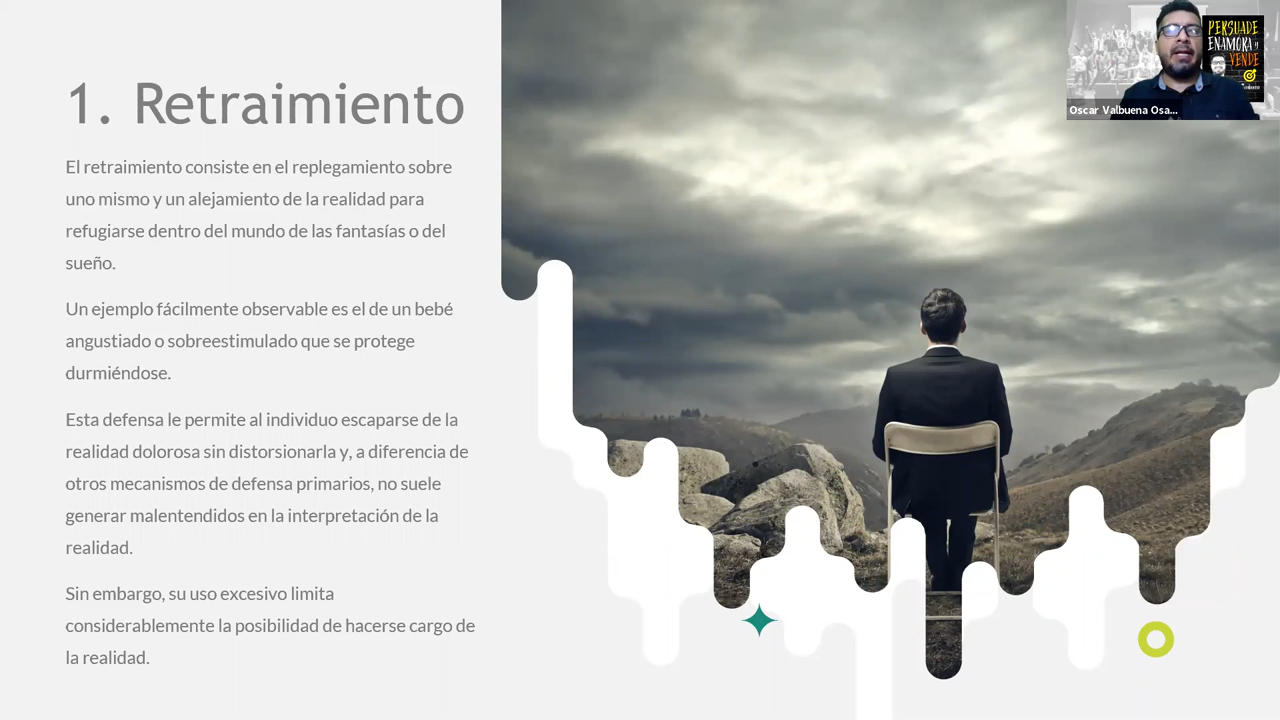 1. Retraimiento
El retraimiento consiste en el replegamiento sobre
uno mismo y un alejamiento de la realidad para
refugiarse dentro del mundo de las fantasías o del
sueño.
Un ejemplo fácilmente observable es el de un bebé
angustiado o sobreestimulado que se protege
durmiéndose.
Esta defensa le permite al individuo escaparse de la
realidad dolorosa sin distorsionarla y, a diferencia de
otros mecanismos de defensa primarios, no suele
generar malentendidos en la interpretación de la
realidad.
Sin embargo, su uso excesivo limita
considerablemente la posibilidad de hacerse cargo de
la realidad.
PERSUADE
ENAMORA y
VENDE
Oscar Valbuena Osa...